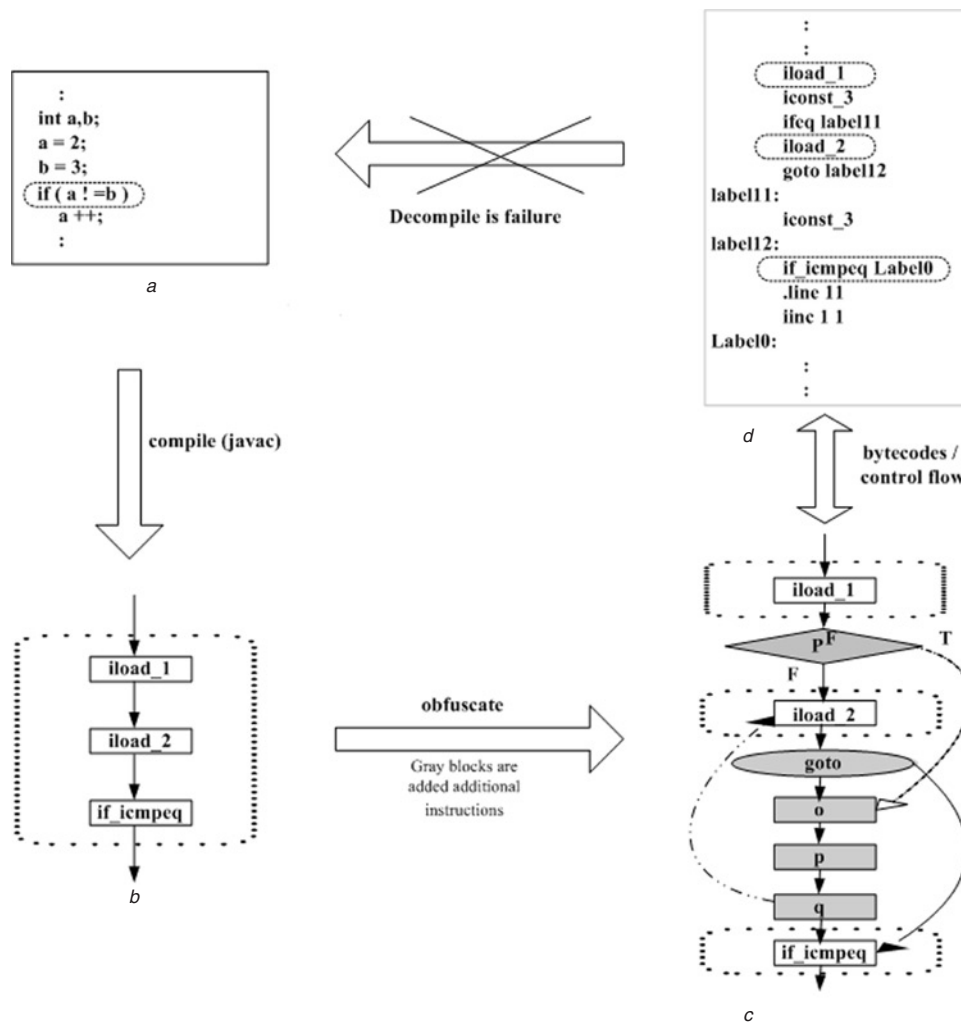 :
int a,b;
a = 2;
b = 3;
if ( a ! =b )
a ++;
:
a
Decompile is failure
:
:
iload_1
iconst_3
ifeq label11
iload_2
goto label12
label11:
iconst_3
label12:
if_icmpeq Label0
.line 11
iinc 1 1
Label0:
:
:
d
compile (javac)
bytecodes /
control flow
iload_1
iload_2
if_icmpeq
b
obfuscate
Gray blocks are
added additional
instructions
iload_1
PF
T
F
iload_2
goto
o
p
q
if_icmpeq
c